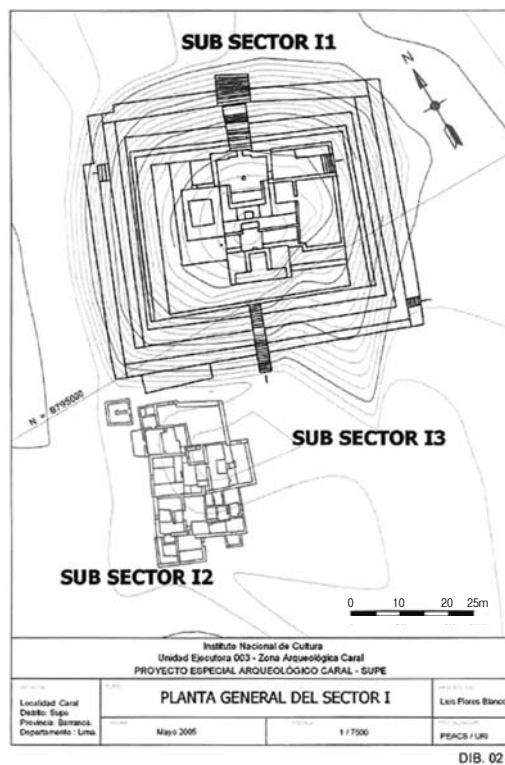 SUB SECTOR I1
N
N = 8795000
SUB SECTOR I3
SUB SECTOR I2
0 10 20 25m
Instituto Nacional de Cultura
Unidad Ejecutora 003 - Zona Arqueológica Caral
PROYECTO ESPECIAL ARQUEOLÓGICO CARAL - SUPE
Localidad Caral
Distrito: Supe
Provincia: Barranca.
Departamento : Lima.
PLANTA GENERAL DEL SECTOR I
Mayo 2005
1 / 7500
Luis Flores Blanco
PEACS / URI
DIB. 02